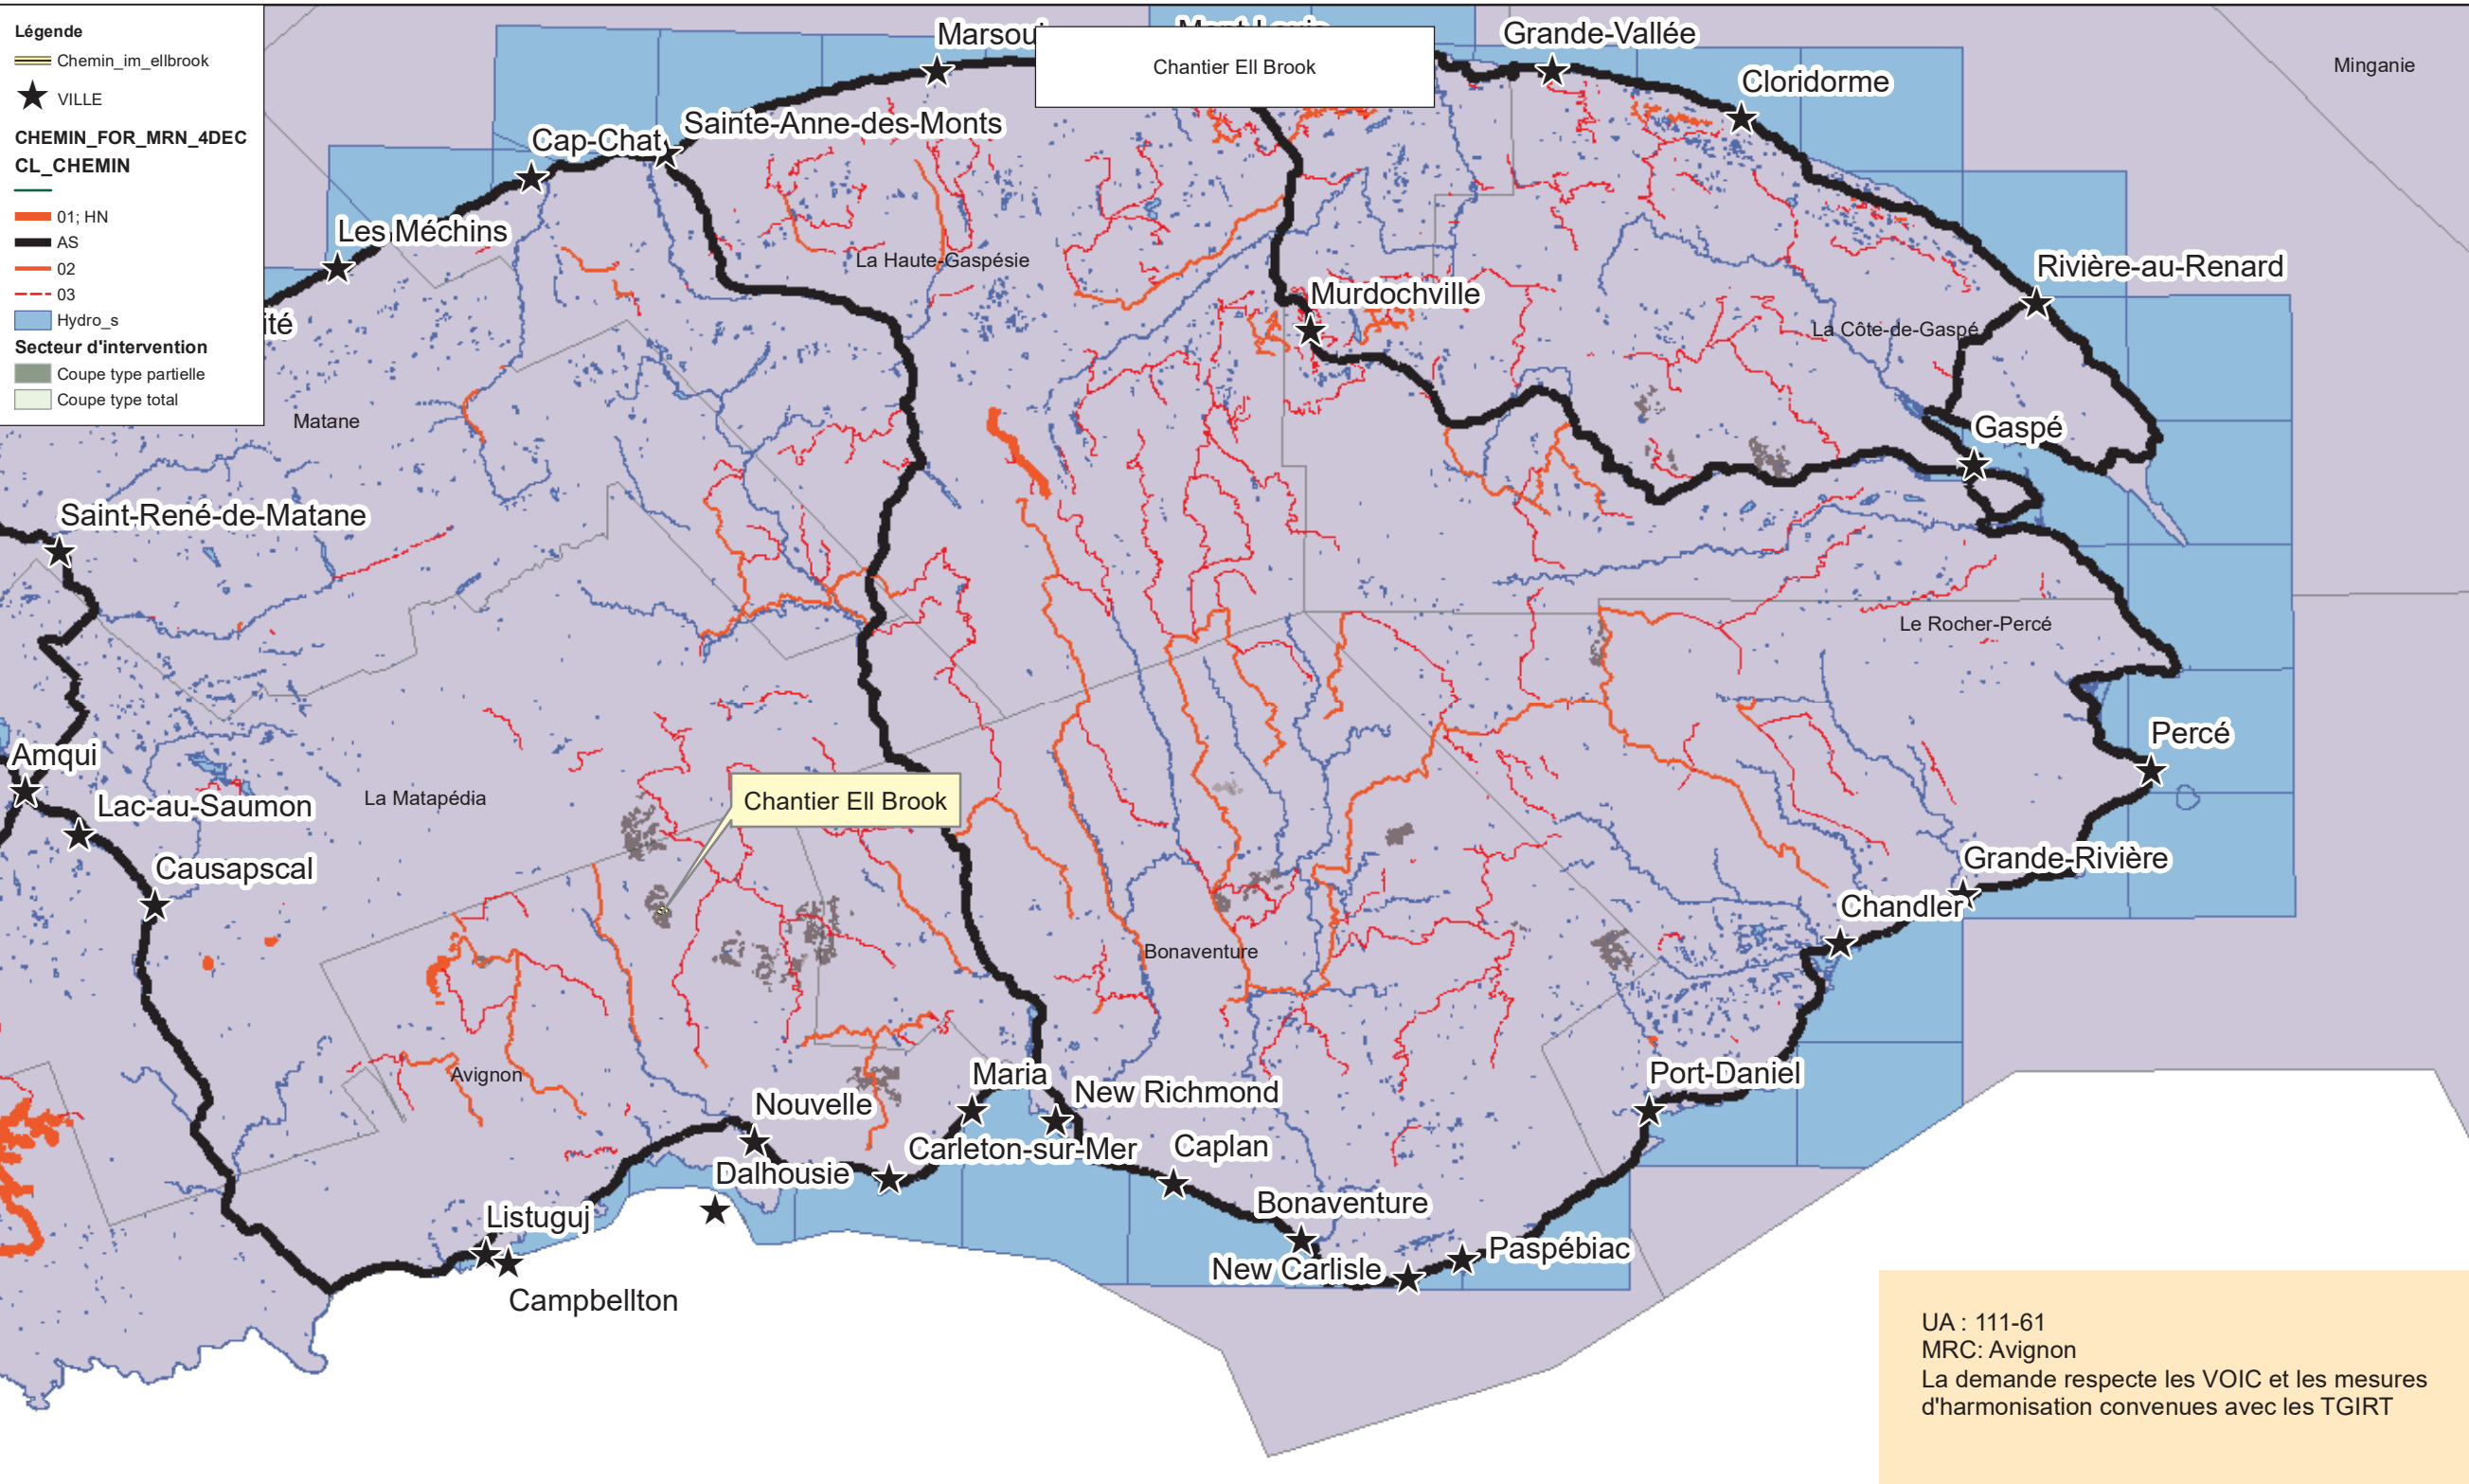 Légende
Chemin_im_ellbrook
VILLE
CHEMIN_FOR_MRN_4DEC
CL_CHEMIN
01; HN
AS
02
03
Hydro_s
Secteur d'intervention
Coupe type partielle
Coupe type total
Chantier Ell Brook
Grande-Vallée
Minganie
Cloridorme
Sainte-Anne-des-Monts
Cap-Chat
Les Méchins
La Haute-Gaspésie
Rivière-au-Renard
Murdochville
La Côte-de-Gaspé
Matane
Gaspé
Saint-René-de-Matane
Le Rocher-Percé
Percé
Amqui
La Matapédia
Chantier Ell Brook
Lac-au-Saumon
Causapscal
Grande-Rivière
Chandler
Bonaventure
Avignon
Maria
Port-Daniel
New Richmond
Nouvelle
Carleton-sur-Mer
Caplan
Dalhousie
Listuguj
Bonaventure
Paspébiac
New Carlisle
Campbellton
UA : 111-61
MRC: Avignon
La demande respecte les VOIC et les mesures
d'harmonisation convenues avec les TGIRT